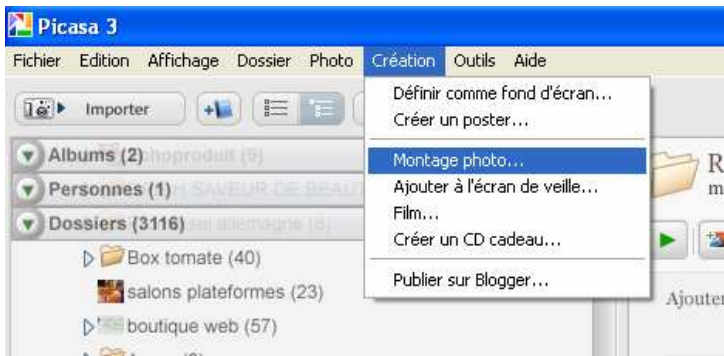 Picasa 3
Fichier Edition Affichage Dossier Photo Création Outils Aide
Importer
Définir comme fond d'écran...
Créer un poster...
Montage photo...
Ajouter à l'écran de veille...
Film...
Créer un CD cadeau...
Publier sur Blogger...
Albums (2)
Personnes (1)
Dossiers (3116)
Box tomate (40)
salons plateformes (23)
boutique web (57)
R
m
Ajouter